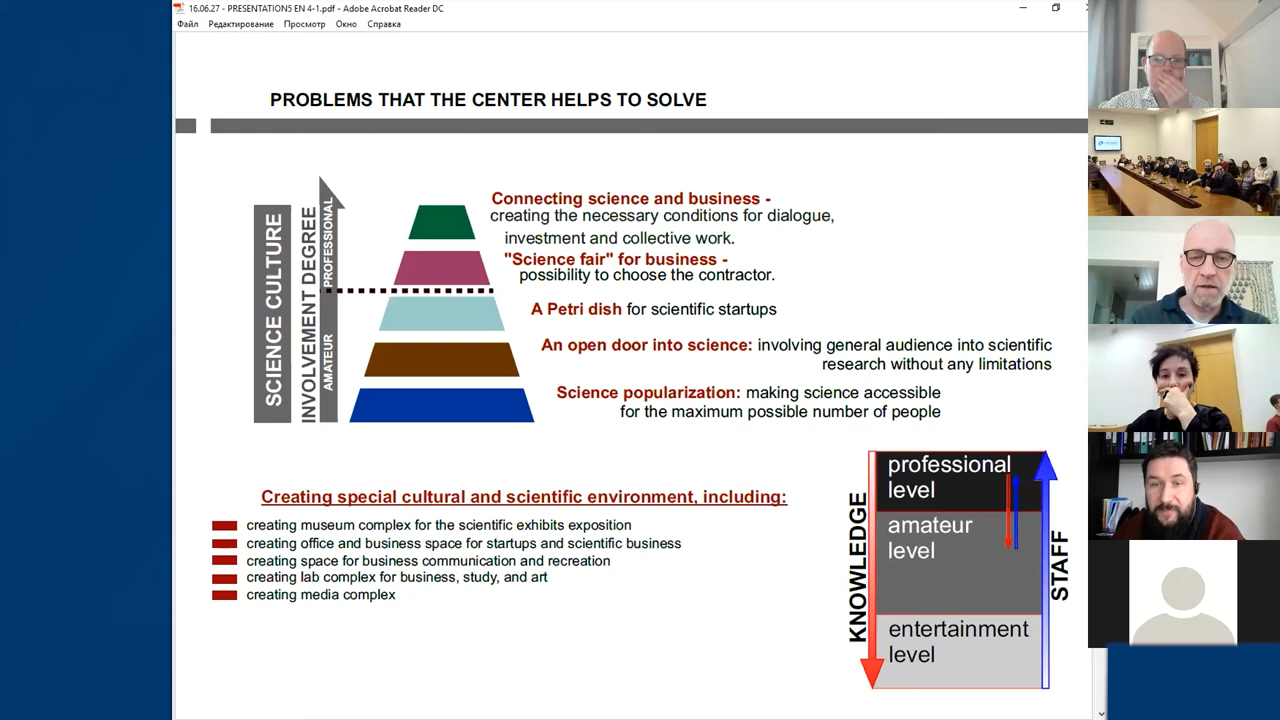 16.06.27 - PRESENTATION5 EN 4-1.pdf - Adobe Acrobat Reader DC
Файл Редактирование Просмотр Окно Справка
PROBLEMS THAT THE CENTER HELPS TO SOLVE
SCIENCE CULTURE
INVOLVEMENT DEGREE
PROFESSIONAL
AMATEUR
Connecting science and business -
creating the necessary conditions for dialogue,
investment and collective work.
"Science fair" for business -
possibility to choose the contractor.
A Petri dish for scientific startups
An open door into science: involving general audience into scientific
research without any limitations
Science popularization: making science accessible
for the maximum possible number of people
Creating special cultural and scientific environment, including:
creating museum complex for the scientific exhibits exposition
creating office and business space for startups and scientific business
creating space for business communication and recreation
creating lab complex for business, study, and art
creating media complex
KNOWLEDGE
professional
level
amateur
level
entertainment
level
STAFF